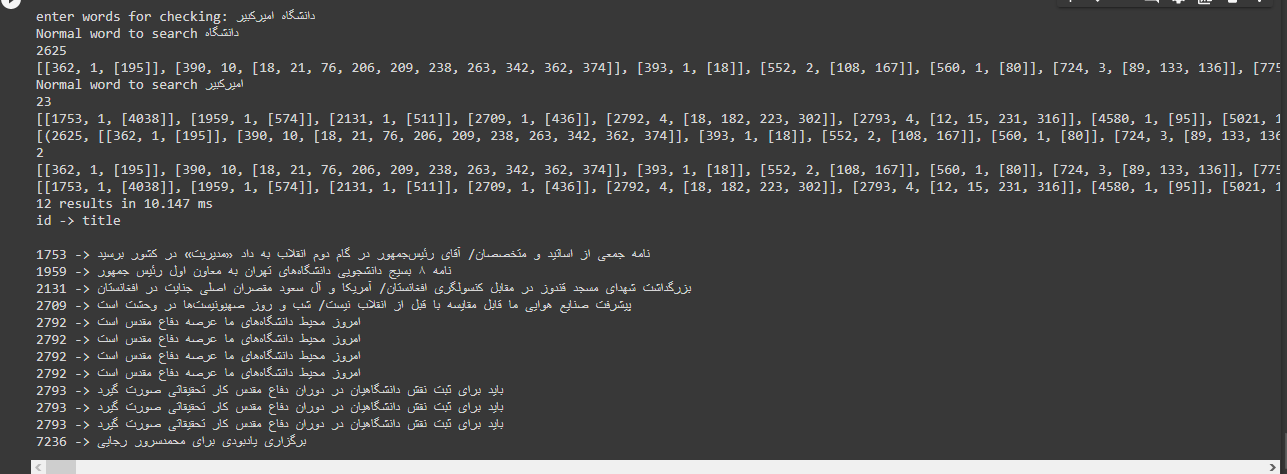 enter words for checking: دانشگاه امیرکبیر
Normal word to search دانشگاه
2625
[[362, 1, [195]], [390, 10, [18, 21, 76, 206, 209, 238, 263, 342, 362, 374]], [393, 1, [18]], [552, 2, [108, 167]], [560, 1, [80]], [724, 3, [89, 133, 136]], [775
Normal word to search امیرکبیر
23
[[1753, 1, [4038]], [1959, 1, [574]], [2131, 1, [511]], [2709, 1, [436]], [2792, 4, [18, 182, 223, 302]], [2793, 4, [12, 15, 231, 316]], [4580, 1, [95]], [5021, 1
[(2625, [[362, 1, [195]], [390, 10, [18, 21, 76, 206, 209, 238, 263, 342, 362, 374]], [393, 1, [18]], [552, 2, [108, 167]], [560, 1, [80]], [724, 3, [89, 133, 136
2
[[362, 1, [195]], [390, 10, [18, 21, 76, 206, 209, 238, 263, 342, 362, 374]], [393, 1, [18]], [552, 2, [108, 167]], [560, 1, [80]], [724, 3, [89, 133, 136]], [775
[[1753, 1, [4038]], [1959, 1, [574]], [2131, 1, [511]], [2709, 1, [436]], [2792, 4, [18, 182, 223, 302]], [2793, 4, [12, 15, 231, 316]], [4580, 1, [95]], [5021, 1
12 results in 10.147 ms
id -> title
1753 -> نامه جمعی از اساتید و متخصصان/ آقای رئیس‌جمهور در گام دوم انقلاب به داد «مدیریت» در کشور برسید
1959 -> نامه ۸ بسیج دانشجویی دانشگاه‌های تهران به معاون اول رئیس جمهور
2131 -> بزرگداشت شهدای مسجد قندوز در مقابل کنسولگری افغانستان/ آمریکا و آل سعود مقصران اصلی جنایت در افغانستان
2709 -> پیشرفت صنایع هوایی ما قابل مقایسه با قبل از انقلاب نیست/ شب و روز صهیونیست‌ها در وحشت است
2792 -> امروز محیط دانشگاه‌های ما عرصه دفاع مقدس است
2792 -> امروز محیط دانشگاه‌های ما عرصه دفاع مقدس است
2792 -> امروز محیط دانشگاه‌های ما عرصه دفاع مقدس است
2792 -> امروز محیط دانشگاه‌های ما عرصه دفاع مقدس است
2793 -> باید برای ثبت نقش دانشگاهیان در دوران دفاع مقدس کار تحقیقاتی صورت گیرد
2793 -> باید برای ثبت نقش دانشگاهیان در دوران دفاع مقدس کار تحقیقاتی صورت گیرد
2793 -> باید برای ثبت نقش دانشگاهیان در دوران دفاع مقدس کار تحقیقاتی صورت گیرد
7236 -> برگزاری یادبودی برای محمدسرور رجایی